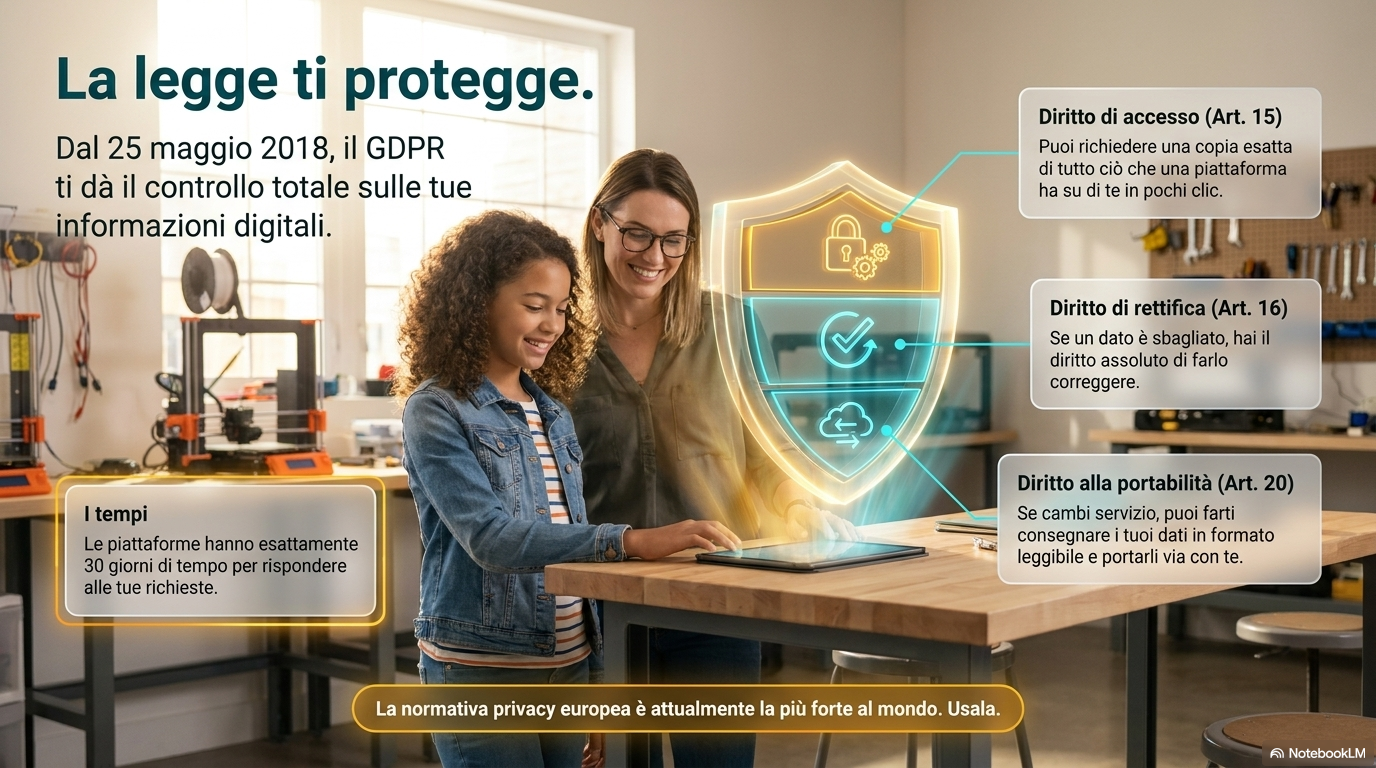 La legge ti protegge.
Dal 25 maggio 2018, il GDPR
ti dà il controllo totale sulle tue
informazioni digitali.
Diritto di accesso (Art. 15)
Puoi richiedere una copia esatta
di tutto ciò che una piattaforma
ha su di te in pochi clic.
Diritto di rettifica (Art. 16)
Se un dato è sbagliato, hai il
diritto assoluto di farlo
correggere.
Diritto alla portabilità (Art. 20)
Se cambi servizio, puoi farti
consegnare i tuoi dati in formato
leggibile e portarli via con te.
I tempi
Le piattaforme hanno esattamente
30 giorni di tempo per rispondere
alle tue richieste.
La normativa privacy europea è attualmente la più forte al mondo. Usala.
NotebookLM